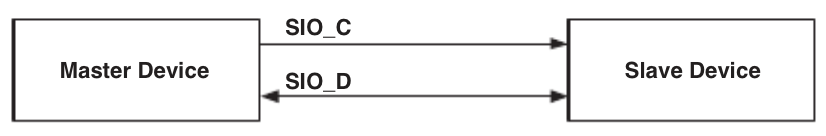 SIO_C
Master Device
Slave Device
SIO_D